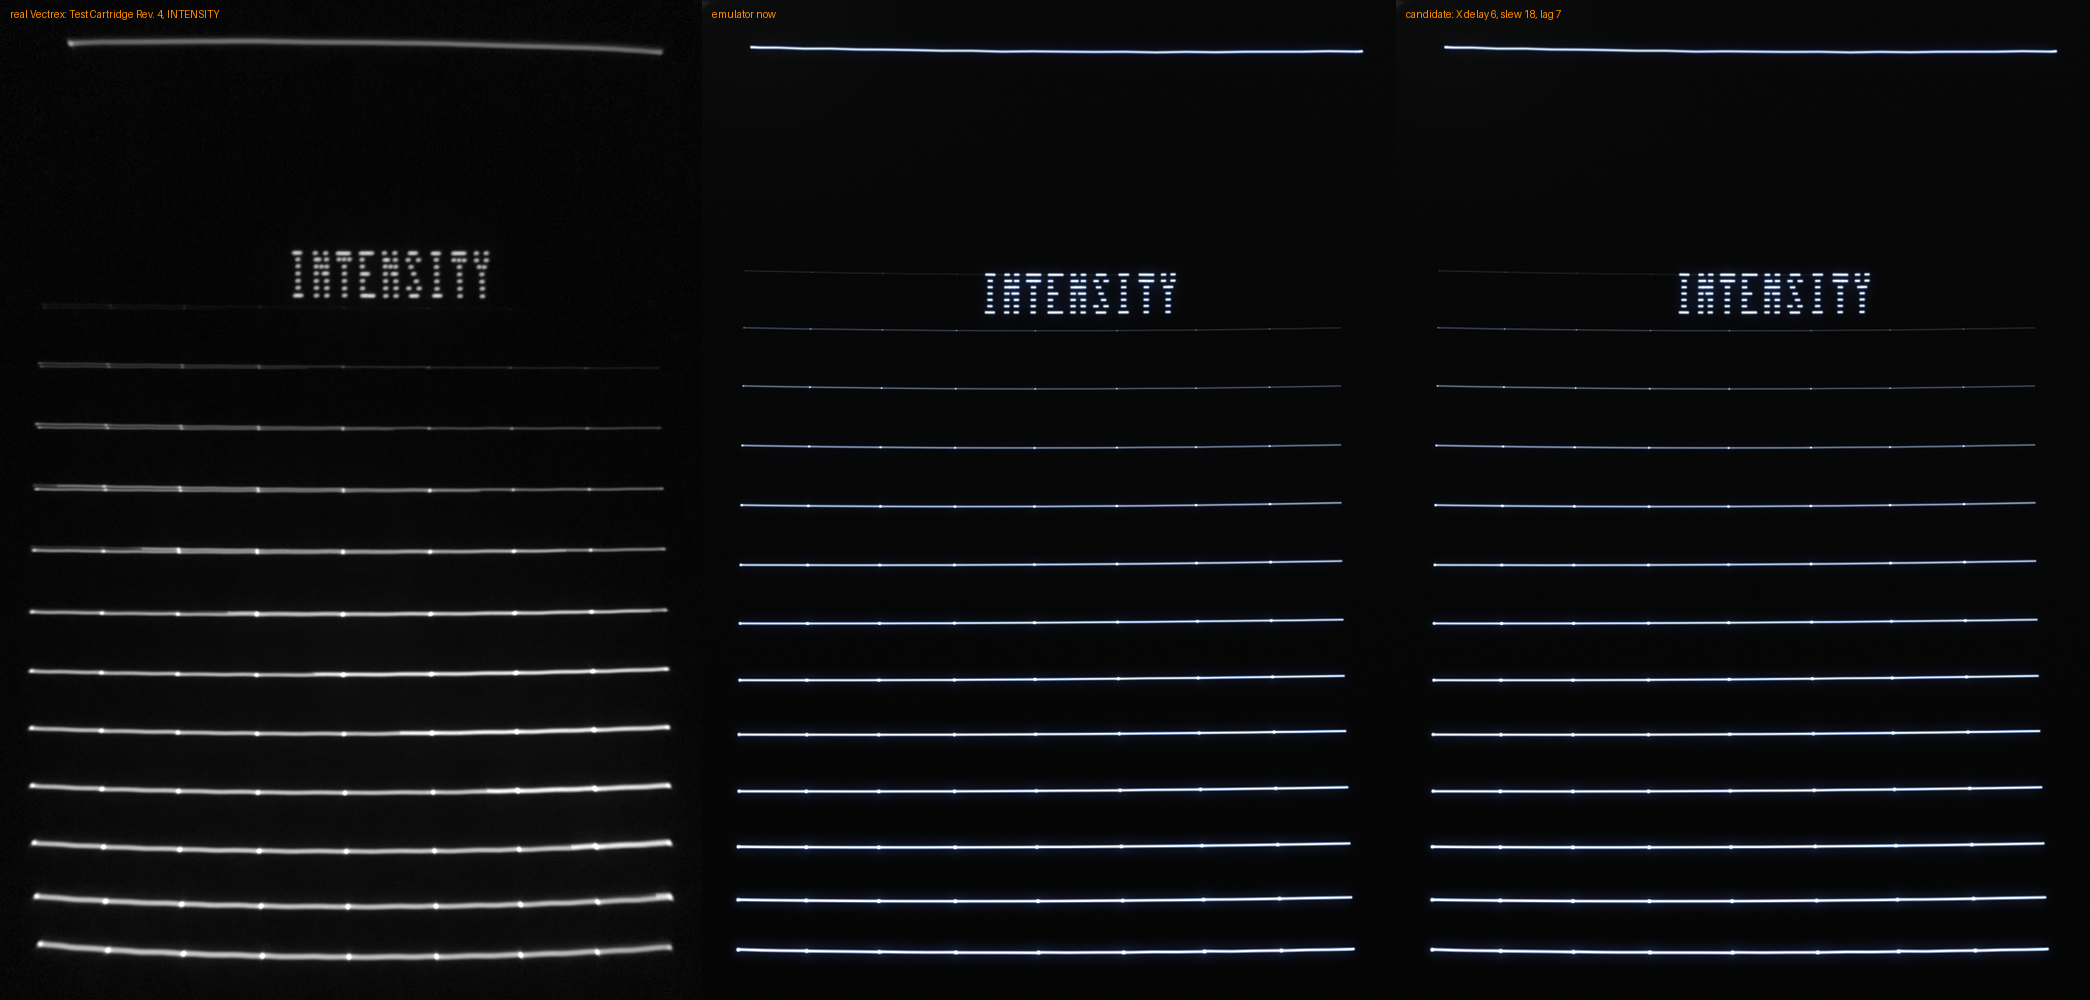 real Vectrex: Test Cartridge Rev. 4, INTENSITY
emulator now
candidate: X delay 6, slew 18, lag 7
INTENSITY
INTENSITY
INTENSITY